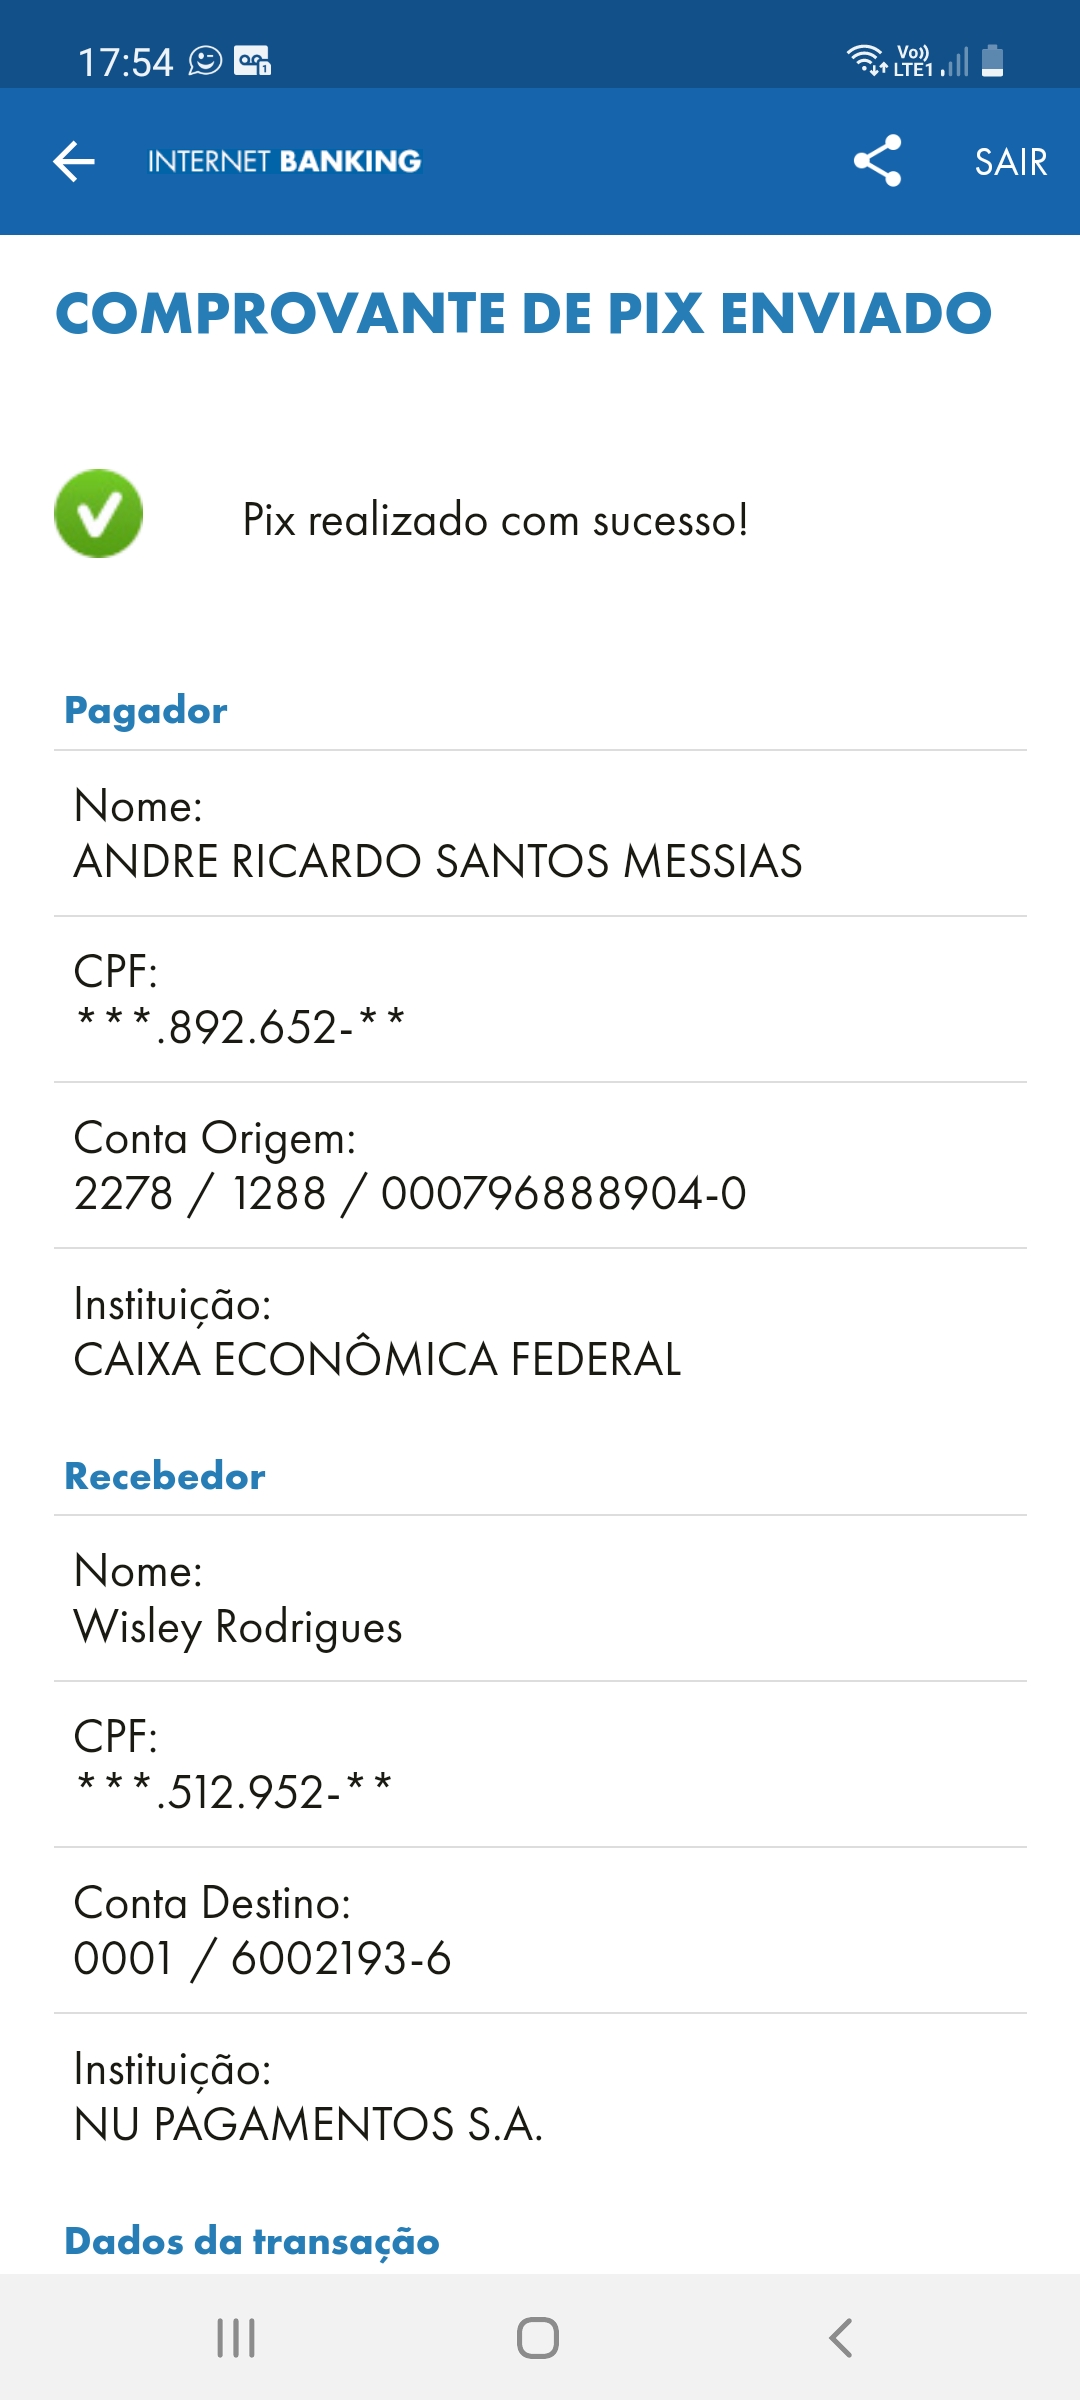 17:54
Vo)) LTE1
INTERNET BANKING
SAIR
COMPROVANTE DE PIX ENVIADO
Pix realizado com sucesso!
Pagador
Nome:
ANDRE RICARDO SANTOS MESSIAS
CPF:
***.892.652-**
Conta Origem:
2278 / 1288 / 000796888904-0
Instituição:
CAIXA ECONÔMICA FEDERAL
Recebedor
Nome:
Wisley Rodrigues
CPF:
***.512.952-**
Conta Destino:
0001 / 6002193-6
Instituição:
NU PAGAMENTOS S.A.
Dados da transação